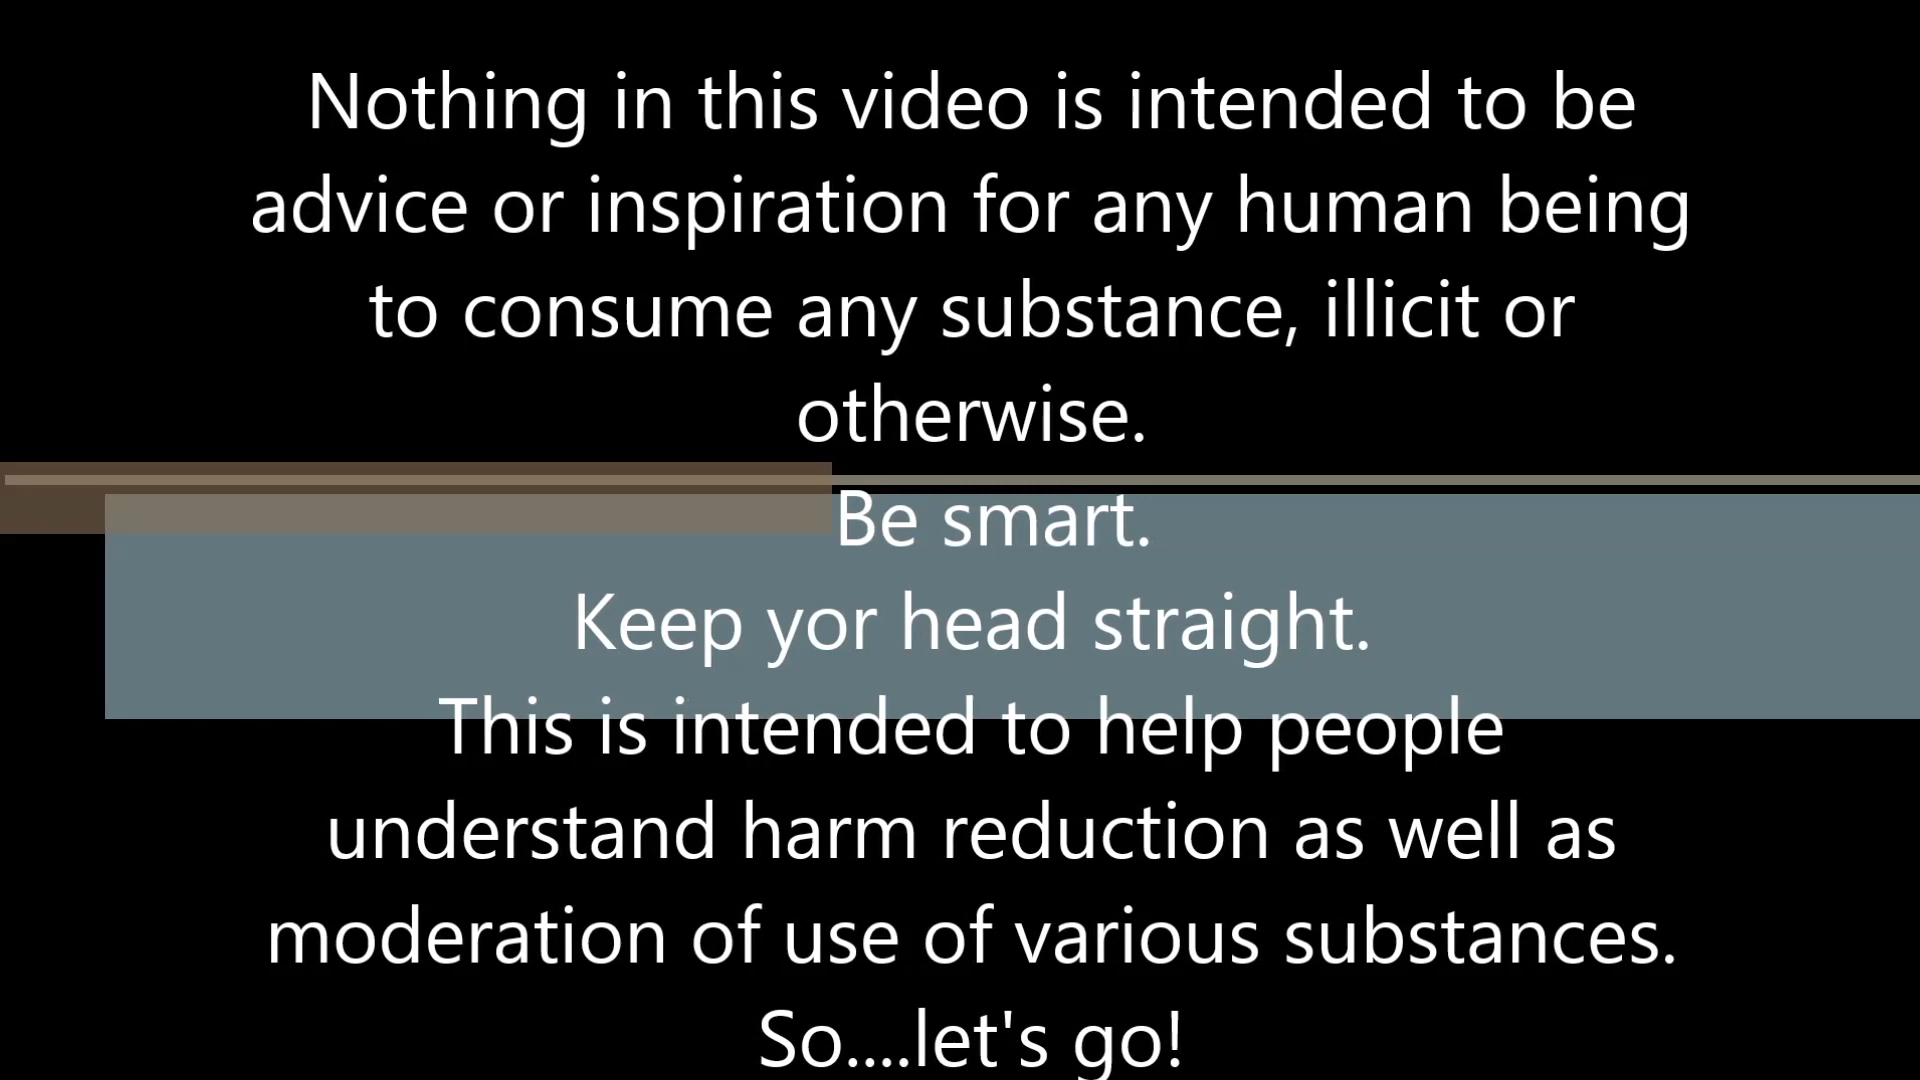 Nothing in this video is intended to be
advice or inspiration for any human being
to consume any substance, illicit or
otherwise.
Be smart.
Keep yor head straight.
This is intended to help people
understand harm reduction as well as
moderation of use of various substances.
So....let's go!